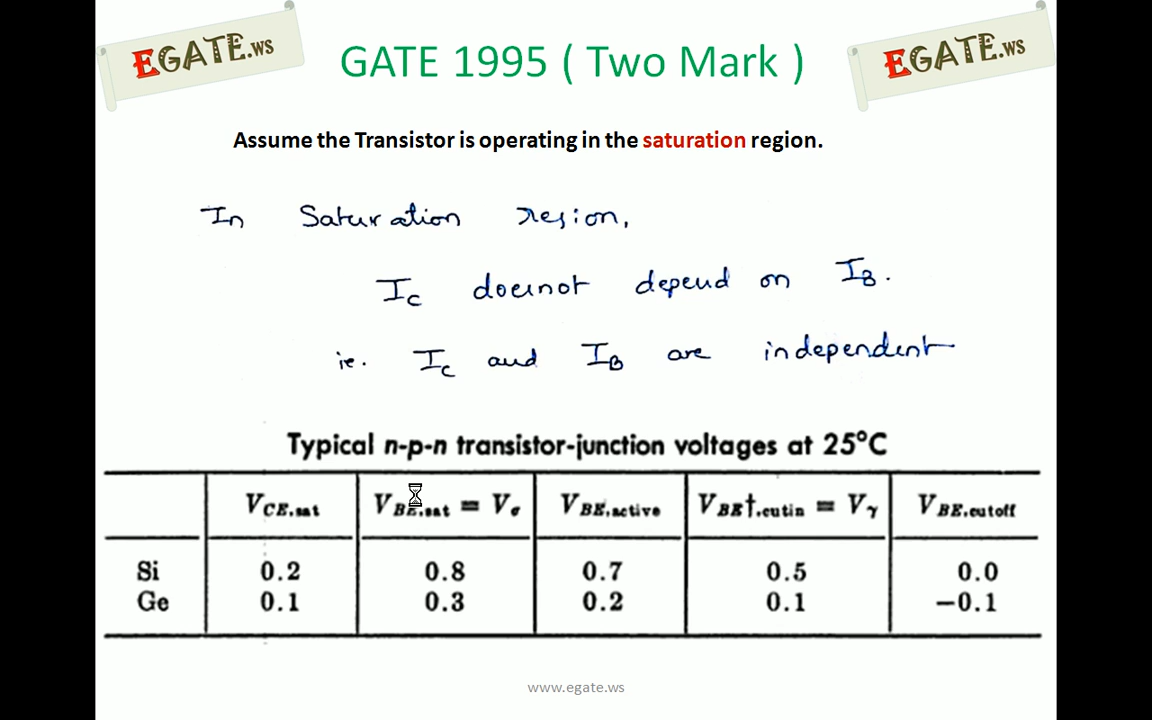 EGATE.ws
GATE 1995 ( Two Mark )
EGATE.ws
Assume the Transistor is operating in the saturation region.
In Saturation resion,
Ic doesnot depend on IB.
ie. Ic and IB are independent
Typical n-p-n transistor-junction voltages at 25°C
VCE,sat VBE,sat = Vσ VBE,active VBE†,cutin = Vγ VBE,cutoff
Si 0.2 0.8 0.7 0.5 0.0
Ge 0.1 0.3 0.2 0.1 −0.1
www.egate.ws